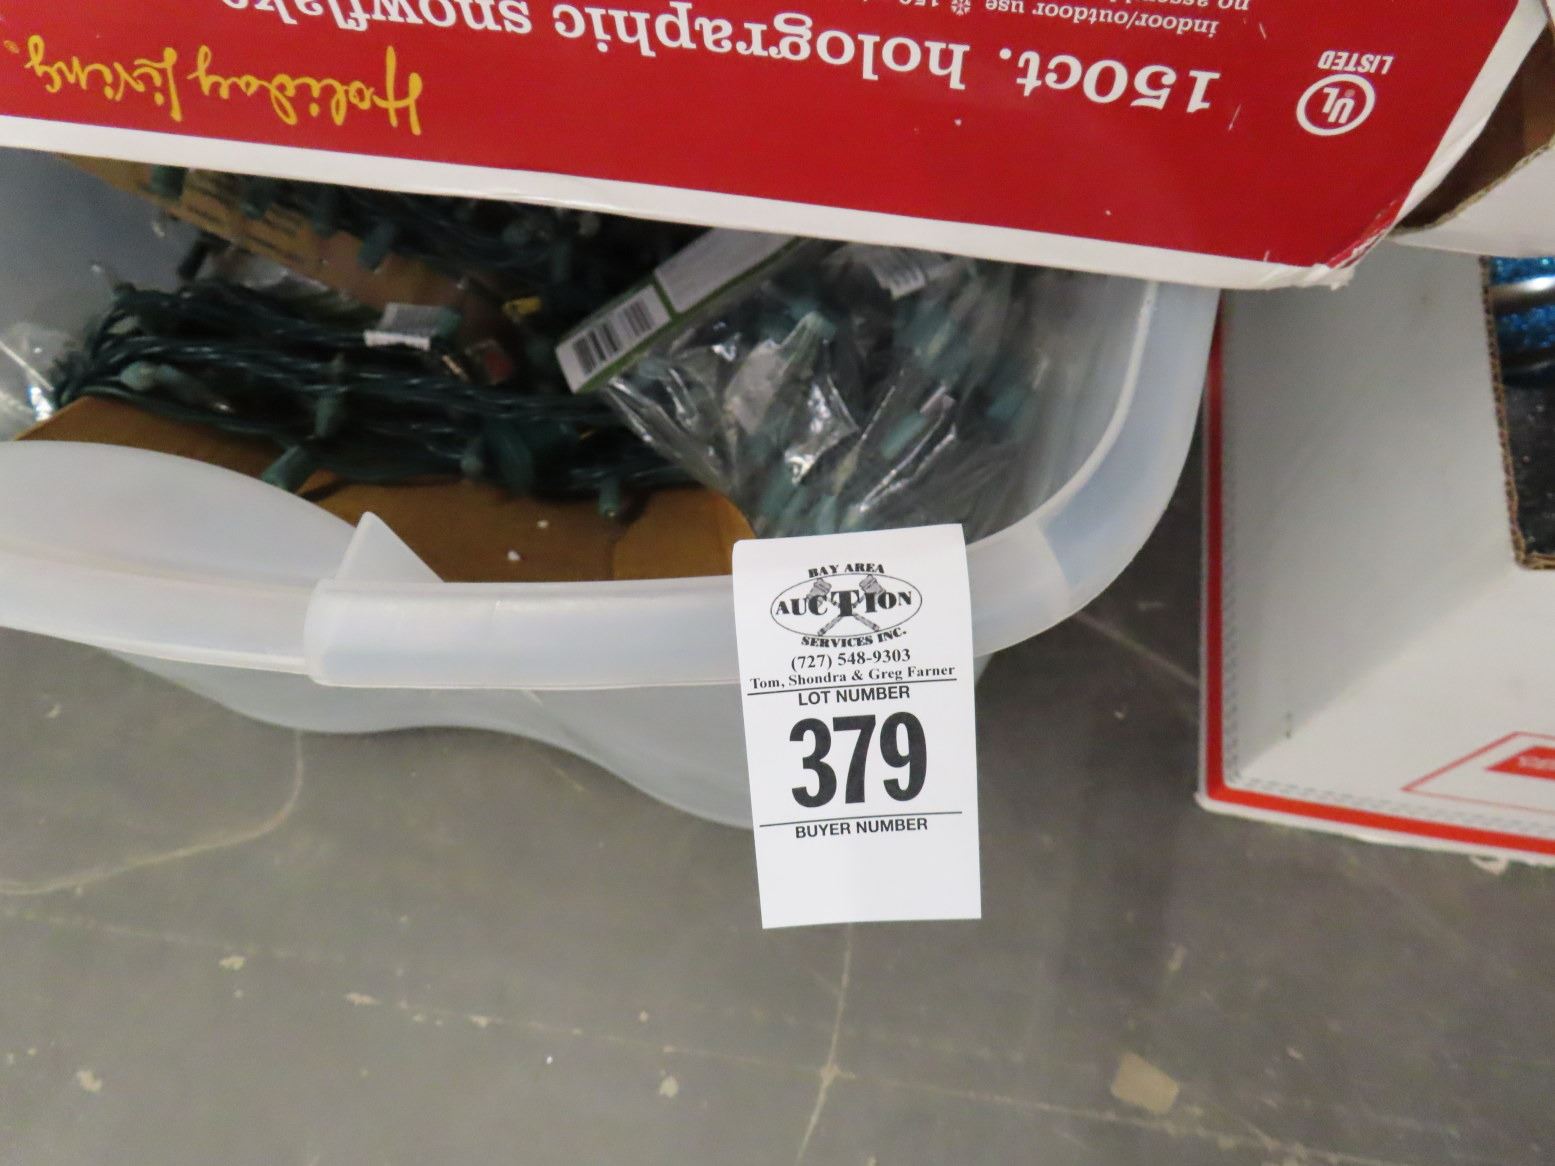 Holiday Living
150ct. holographic snowflake
indoor/outdoor use
UL
LISTED
BAY AREA
AUCTION
SERVICES INC.
(727) 548-9303
Tom, Shondra & Greg Farner
LOT NUMBER
379
BUYER NUMBER